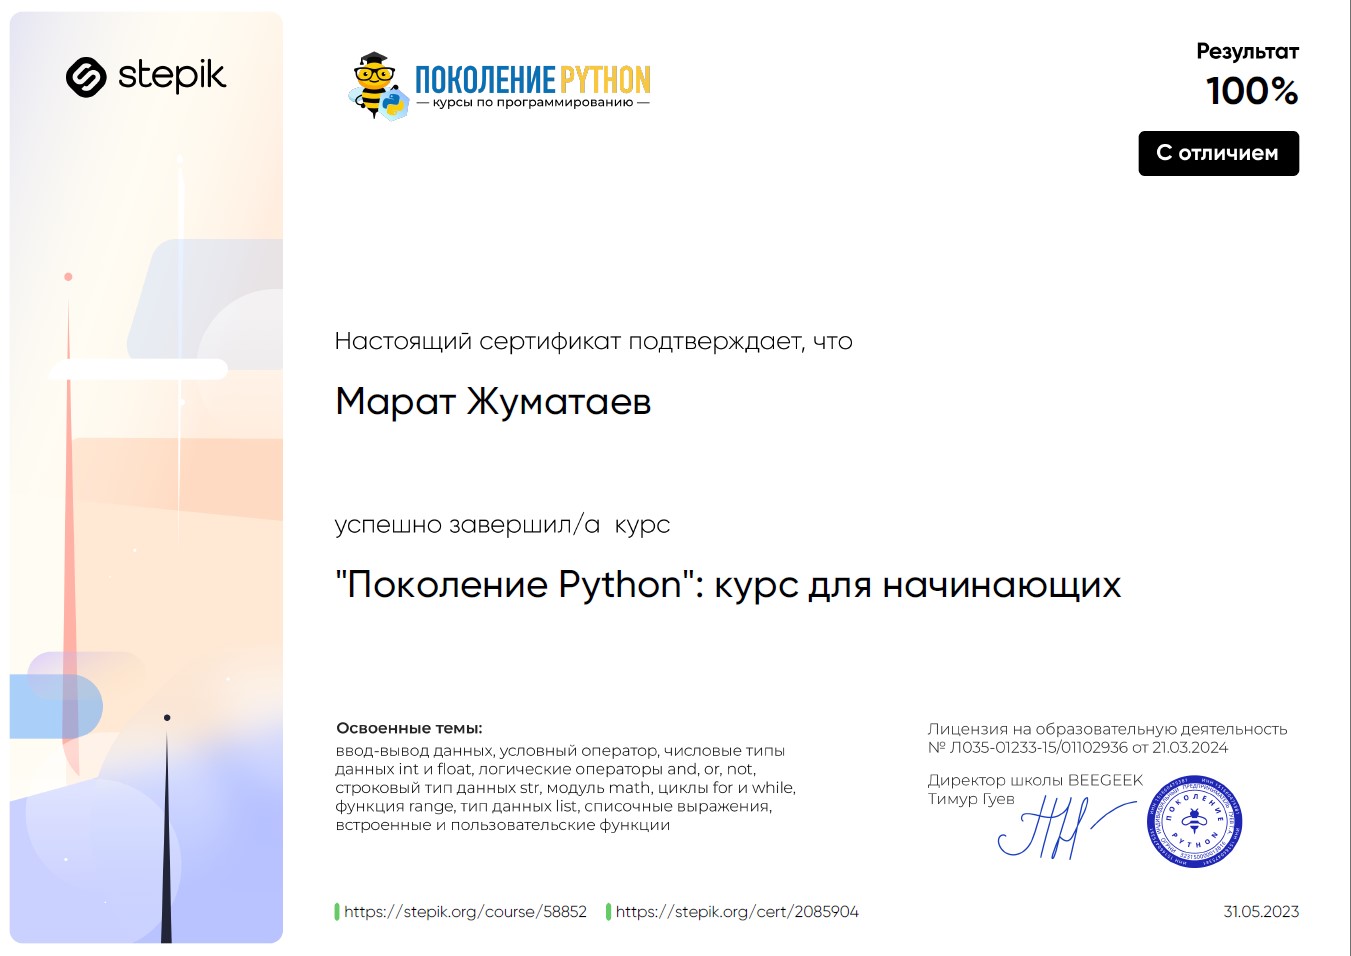 stepik
ПОКОЛЕНИЕ PYTHON
— курсы по программированию —
Результат
100%
С отличием
Настоящий сертификат подтверждает, что
Марат Жуматаев
успешно завершил/а  курс
"Поколение Python": курс для начинающих
Освоенные темы:
ввод-вывод данных, условный оператор, числовые типы
данных int и float, логические операторы and, or, not,
строковый тип данных str, модуль math, циклы for и while,
функция range, тип данных list, списочные выражения,
встроенные и пользовательские функции
Лицензия на образовательную деятельность
№ Л035-01233-15/01102936 от 21.03.2024
Директор школы BEEGEEK
Тимур Гуев
ПОКОЛЕНИЕ
PYTHON
https://stepik.org/course/58852
https://stepik.org/cert/2085904
31.05.2023